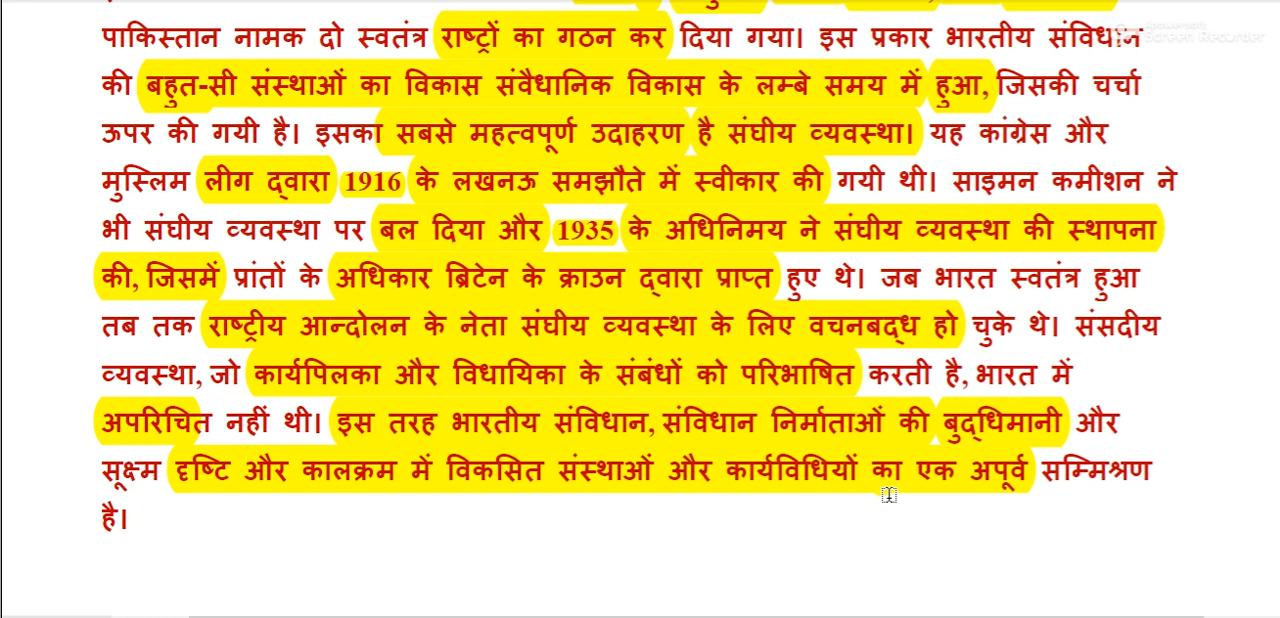 पाकिस्तान नामक दो स्वतंत्र राष्ट्रों का गठन कर दिया गया। इस प्रकार भारतीय संविधान
Apowersoft
Screen Recorder
की बहुत-सी संस्थाओं का विकास संवैधानिक विकास के लम्बे समय में हुआ, जिसकी चर्चा
ऊपर की गयी है। इसका सबसे महत्वपूर्ण उदाहरण है संघीय व्यवस्था। यह कांग्रेस और
मुस्लिम लीग द्वारा 1916 के लखनऊ समझौते में स्वीकार की गयी थी। साइमन कमीशन ने
भी संघीय व्यवस्था पर बल दिया और 1935 के अधिनिमय ने संघीय व्यवस्था की स्थापना
की, जिसमें प्रांतों के अधिकार ब्रिटेन के क्राउन द्वारा प्राप्त हुए थे। जब भारत स्वतंत्र हुआ
तब तक राष्ट्रीय आन्दोलन के नेता संघीय व्यवस्था के लिए वचनबद्ध हो चुके थे। संसदीय
व्यवस्था, जो कार्यपिलका और विधायिका के संबंधों को परिभाषित करती है, भारत में
अपरिचित नहीं थी। इस तरह भारतीय संविधान, संविधान निर्माताओं की बुद्धिमानी और
सूक्ष्म दृष्टि और कालक्रम में विकसित संस्थाओं और कार्यविधियों का एक अपूर्व सम्मिश्रण
है।